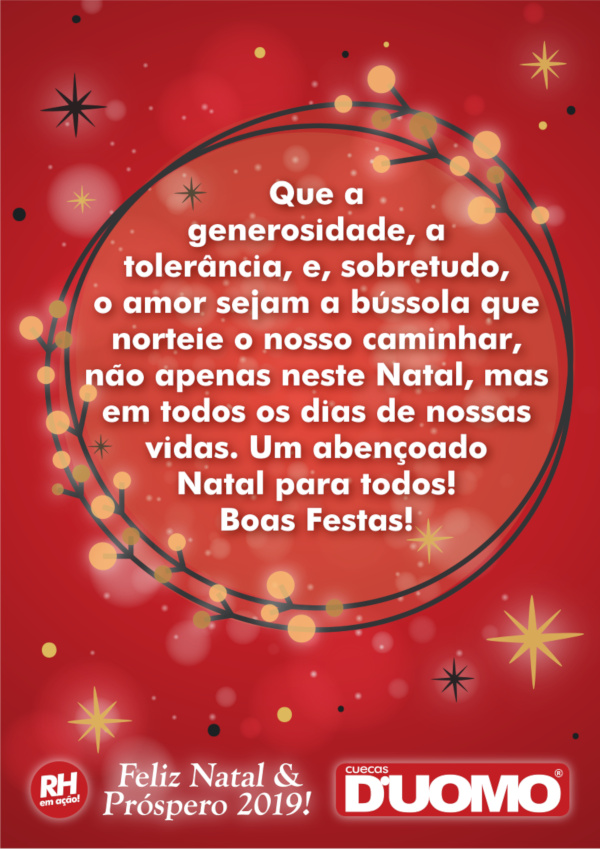 Que a
generosidade, a
tolerância, e, sobretudo,
o amor sejam a bússola que
norteie o nosso caminhar,
não apenas neste Natal, mas
em todos os dias de nossas
vidas. Um abençoado
Natal para todos!
Boas Festas!
RH
em ação!
Feliz Natal &
Próspero 2019!
cuecas
D'UOMO®